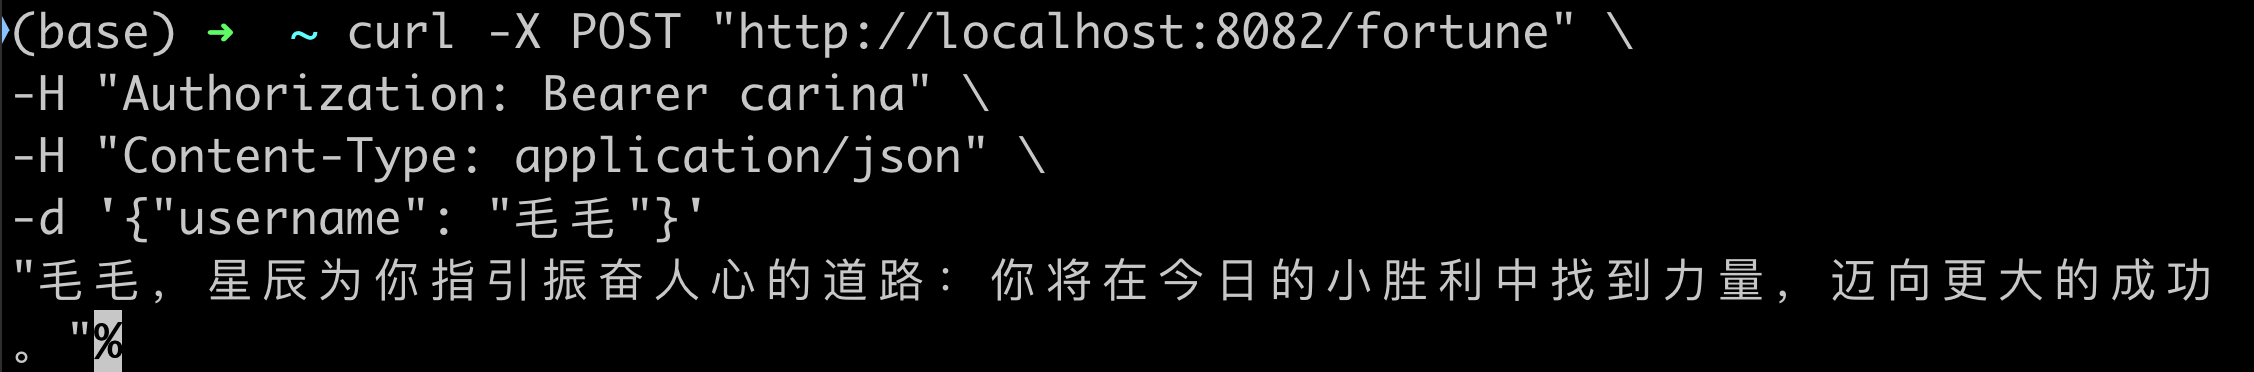 (base) ➜  ~ curl -X POST "http://localhost:8082/fortune" \
-H "Authorization: Bearer carina" \
-H "Content-Type: application/json" \
-d '{"username": "毛毛"}'
"毛毛，星辰为你指引振奋人心的道路：你将在今日的小胜利中找到力量，迈向更大的成功
。"%